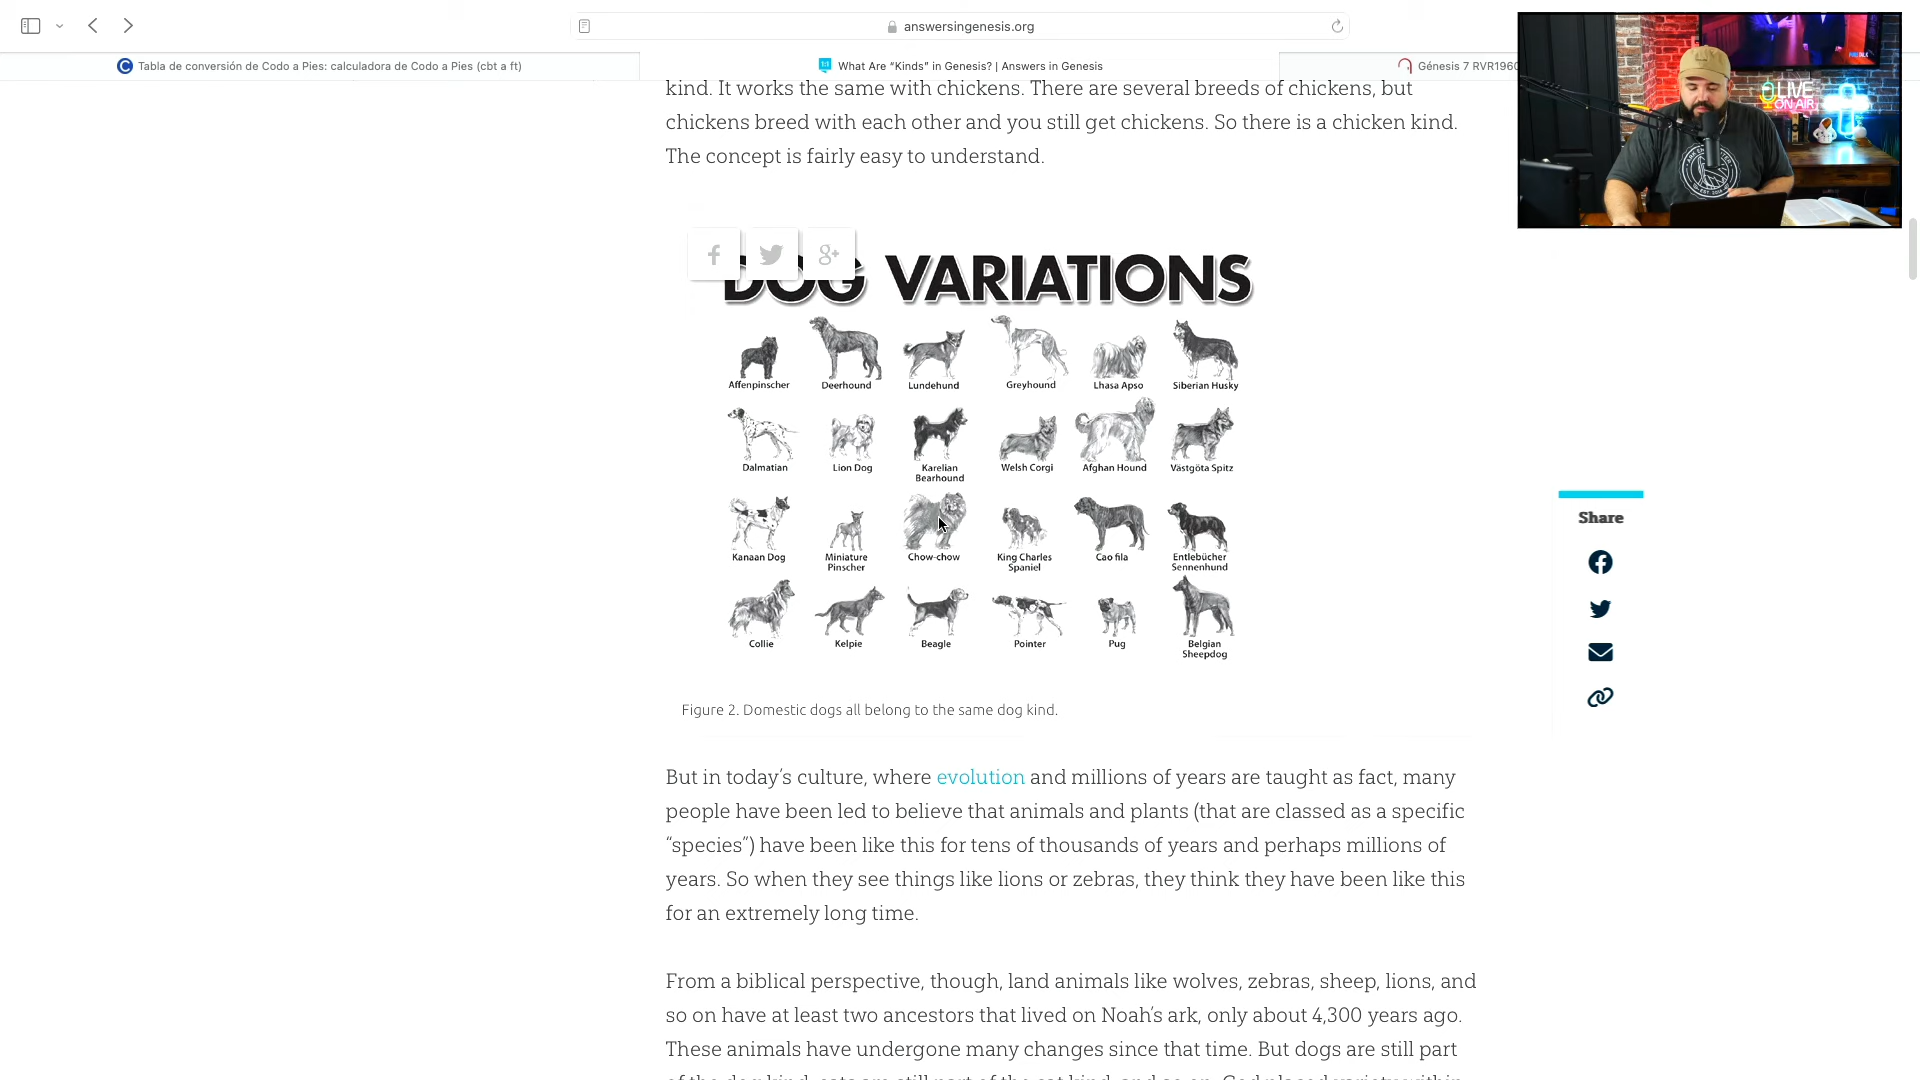 answersingenesis.org
Tabla de conversión de Codo a Pies: calculadora de Codo a Pies (cbt a ft)
What Are “Kinds” in Genesis? | Answers in Genesis
Génesis 7 RVR1960
LIVE
ON AIR
kind. It works the same with chickens. There are several breeds of chickens, but
chickens breed with each other and you still get chickens. So there is a chicken kind.
The concept is fairly easy to understand.
DOG VARIATIONS
Affenpinscher Deerhound Lundehund Greyhound Lhasa Apso Siberian Husky
Dalmatian Lion Dog Karelian Bearhound Welsh Corgi Afghan Hound Västgöta Spitz
Kanaan Dog Miniature Pinscher Chow-chow King Charles Spaniel Cao fila Entlebücher Sennenhund
Collie Kelpie Beagle Pointer Pug Belgian Sheepdog
Share
Figure 2. Domestic dogs all belong to the same dog kind.
But in today’s culture, where evolution and millions of years are taught as fact, many
people have been led to believe that animals and plants (that are classed as a specific
“species”) have been like this for tens of thousands of years and perhaps millions of
years. So when they see things like lions or zebras, they think they have been like this
for an extremely long time.
From a biblical perspective, though, land animals like wolves, zebras, sheep, lions, and
so on have at least two ancestors that lived on Noah’s ark, only about 4,300 years ago.
These animals have undergone many changes since that time. But dogs are still part